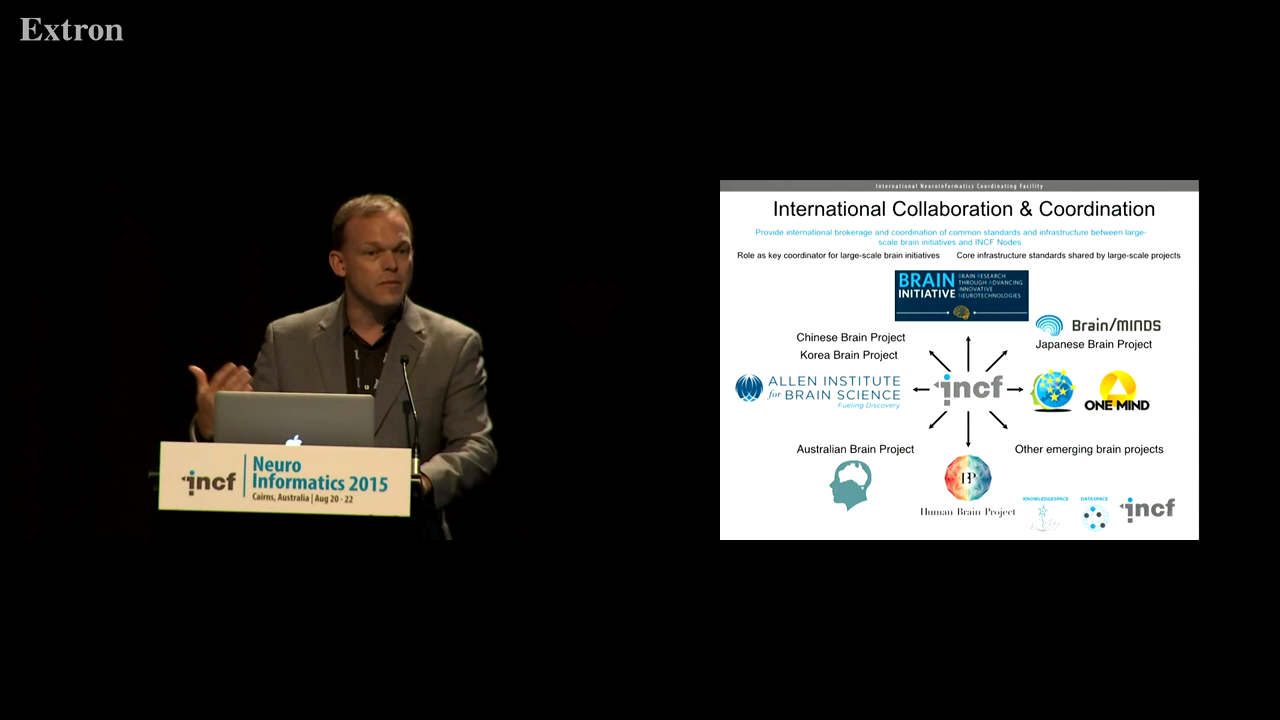 Extron
incf
Neuro
Informatics 2015
Cairns, Australia | Aug 20 - 22
International Neuroinformatics Coordinating Facility
International Collaboration & Coordination
Provide international brokerage and coordination of common standards and infrastructure between large-
scale brain initiatives and INCF Nodes
Role as key coordinator for large-scale brain initiatives
Core infrastructure standards shared by large-scale projects
BRAIN
INITIATIVE
BRAIN RESEARCH
THROUGH ADVANCING
INNOVATIVE
NEUROTECHNOLOGIES
Brain/MINDS
Japanese Brain Project
Chinese Brain Project
Korea Brain Project
ALLEN INSTITUTE
for BRAIN SCIENCE
Fueling Discovery
incf
ONE MIND
Australian Brain Project
Other emerging brain projects
Human Brain Project
KNOWLEDGESPACE
DATASPACE
incf